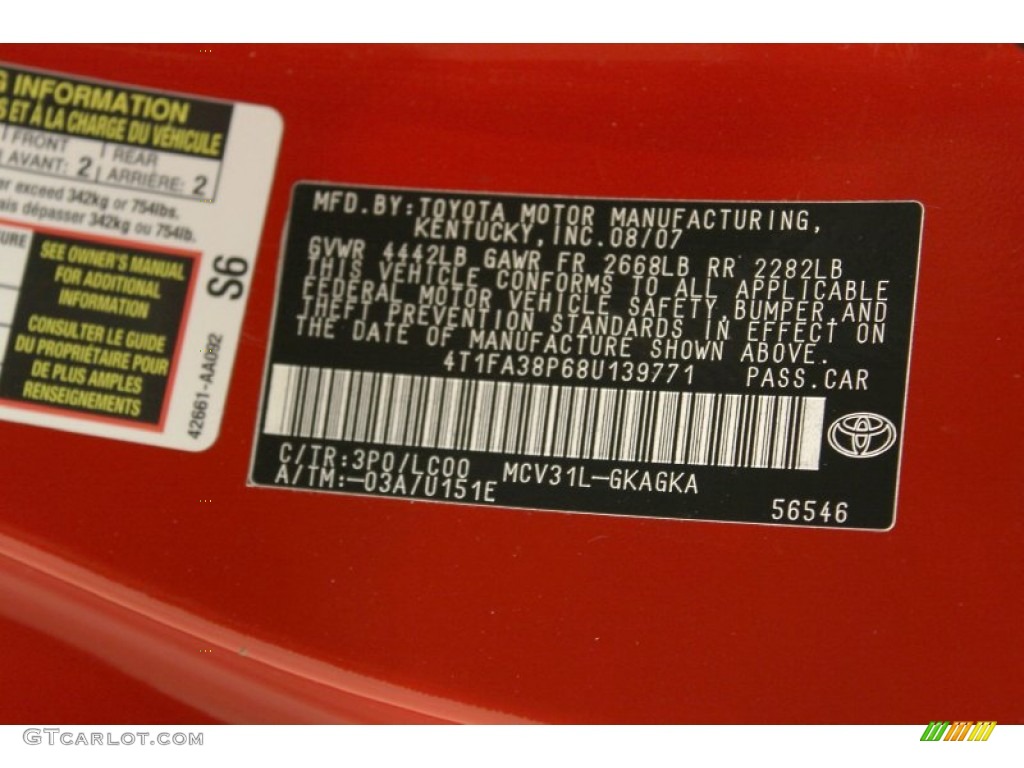 G INFORMATION
S ET À LA CHARGE DU VÉHICULE
FRONT
AVANT: 2
REAR
ARRIÈRE: 2
er exceed 342kg or 754lbs.
ais dépasser 342kg ou 754lb.
SEE OWNER'S MANUAL
FOR ADDITIONAL
INFORMATION
CONSULTER LE GUIDE
DU PROPRIÉTAIRE POUR
DE PLUS AMPLES
RENSEIGNEMENTS
S6
MFD.BY:TOYOTA MOTOR MANUFACTURING,
KENTUCKY,INC.08/07
GVWR 4442LB GAWR FR 2668LB RR 2282LB
THIS VEHICLE CONFORMS TO ALL APPLICABLE
FEDERAL MOTOR VEHICLE SAFETY,BUMPER,AND
THEFT PREVENTION STANDARDS IN EFFECT ON
THE DATE OF MANUFACTURE SHOWN ABOVE.
4T1FA38P68U139771 PASS.CAR
C/TR:3P0/LC00
A/TM:-03A/U151E
MCV31L-GKAGKA
56546
GTCarlot.com